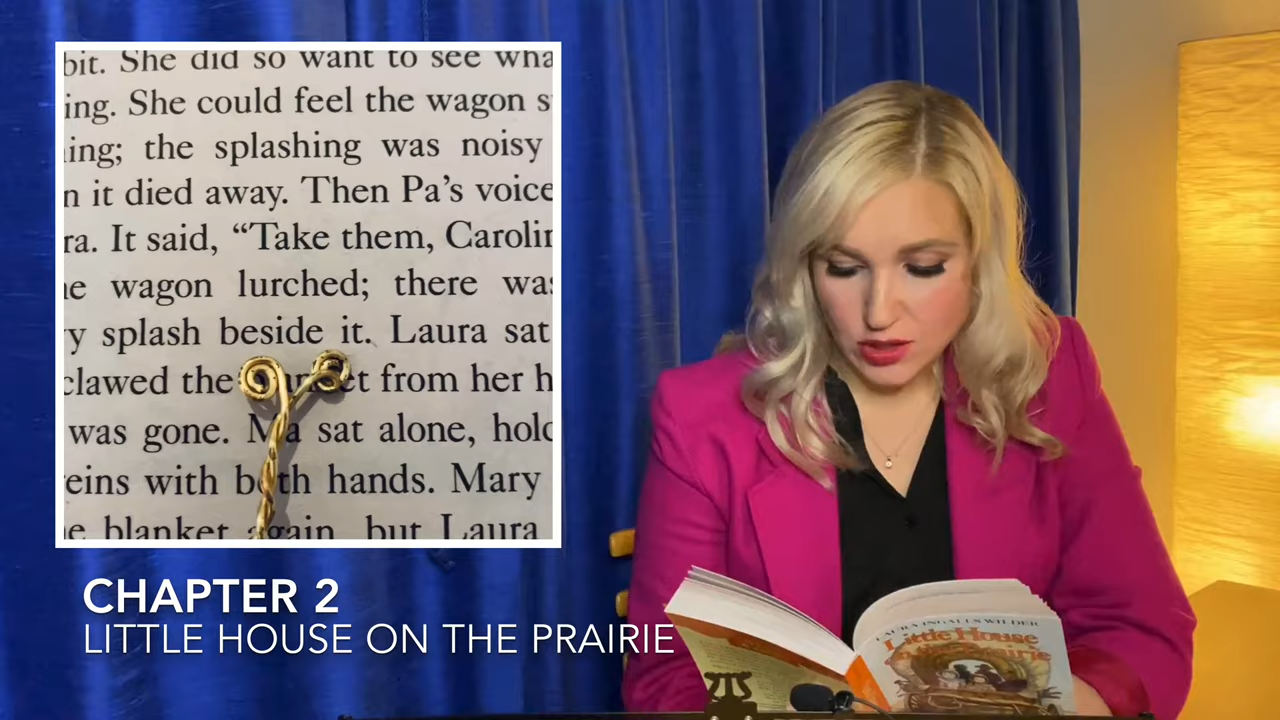 bit. She did so want to see wha
ing. She could feel the wagon s
ing; the splashing was noisy
n it died away. Then Pa's voice
ra. It said, “Take them, Carolin
e wagon lurched; there was
y splash beside it. Laura sat
clawed the blanket from her h
was gone. Ma sat alone, hold
eins with both hands. Mary
e blanket again, but Laura
CHAPTER 2
LITTLE HOUSE ON THE PRAIRIE
LAURA INGALLS WILDER
Little House
on the Prairie